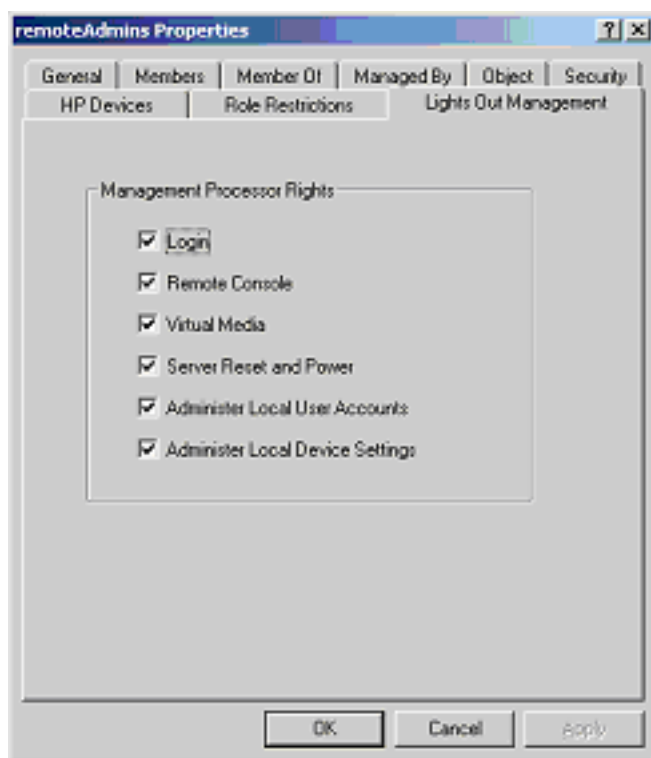 remoteAdmins Properties
General Members Member Of Managed By Object Security
HP Devices Role Restrictions Lights Out Management
Management Processor Rights
Login
Remote Console
Virtual Media
Server Reset and Power
Administer Local User Accounts
Administer Local Device Settings
OK Cancel Apply